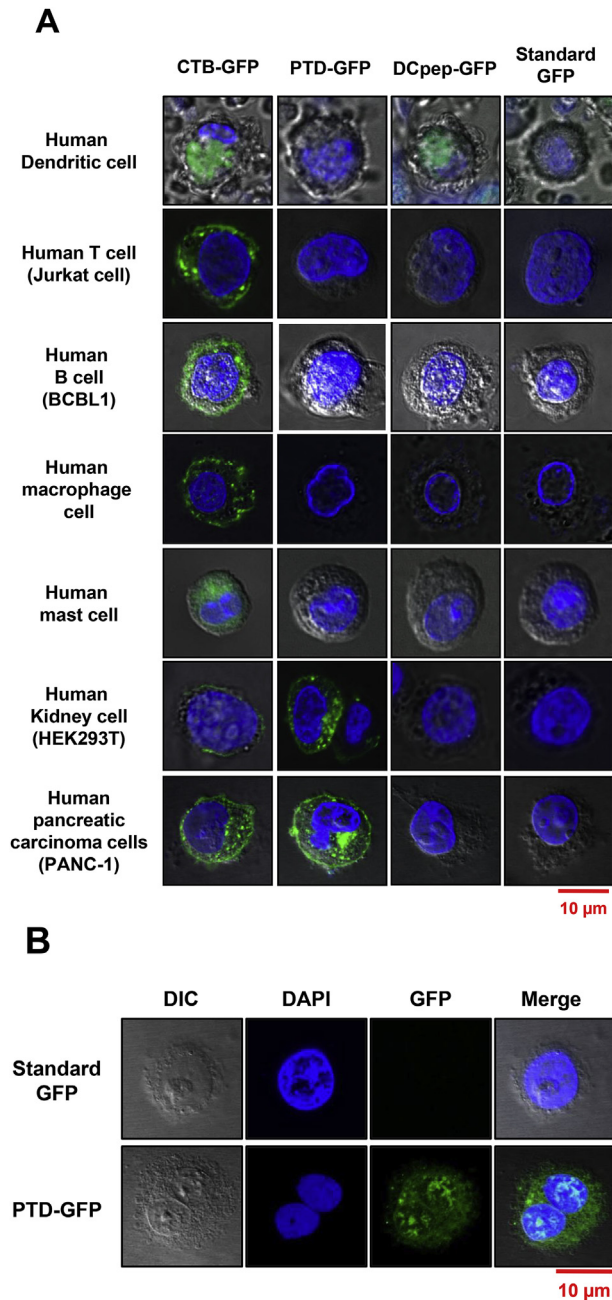 A
CTB-GFP
PTD-GFP
DCpep-GFP
Standard
GFP
Human
Dendritic cell
Human T cell
(Jurkat cell)
Human
B cell
(BCBL1)
Human
macrophage
cell
Human
mast cell
Human
Kidney cell
(HEK293T)
Human
pancreatic
carcinoma cells
(PANC-1)
10 μm
B
DIC
DAPI
GFP
Merge
Standard
GFP
PTD-GFP
10 μm